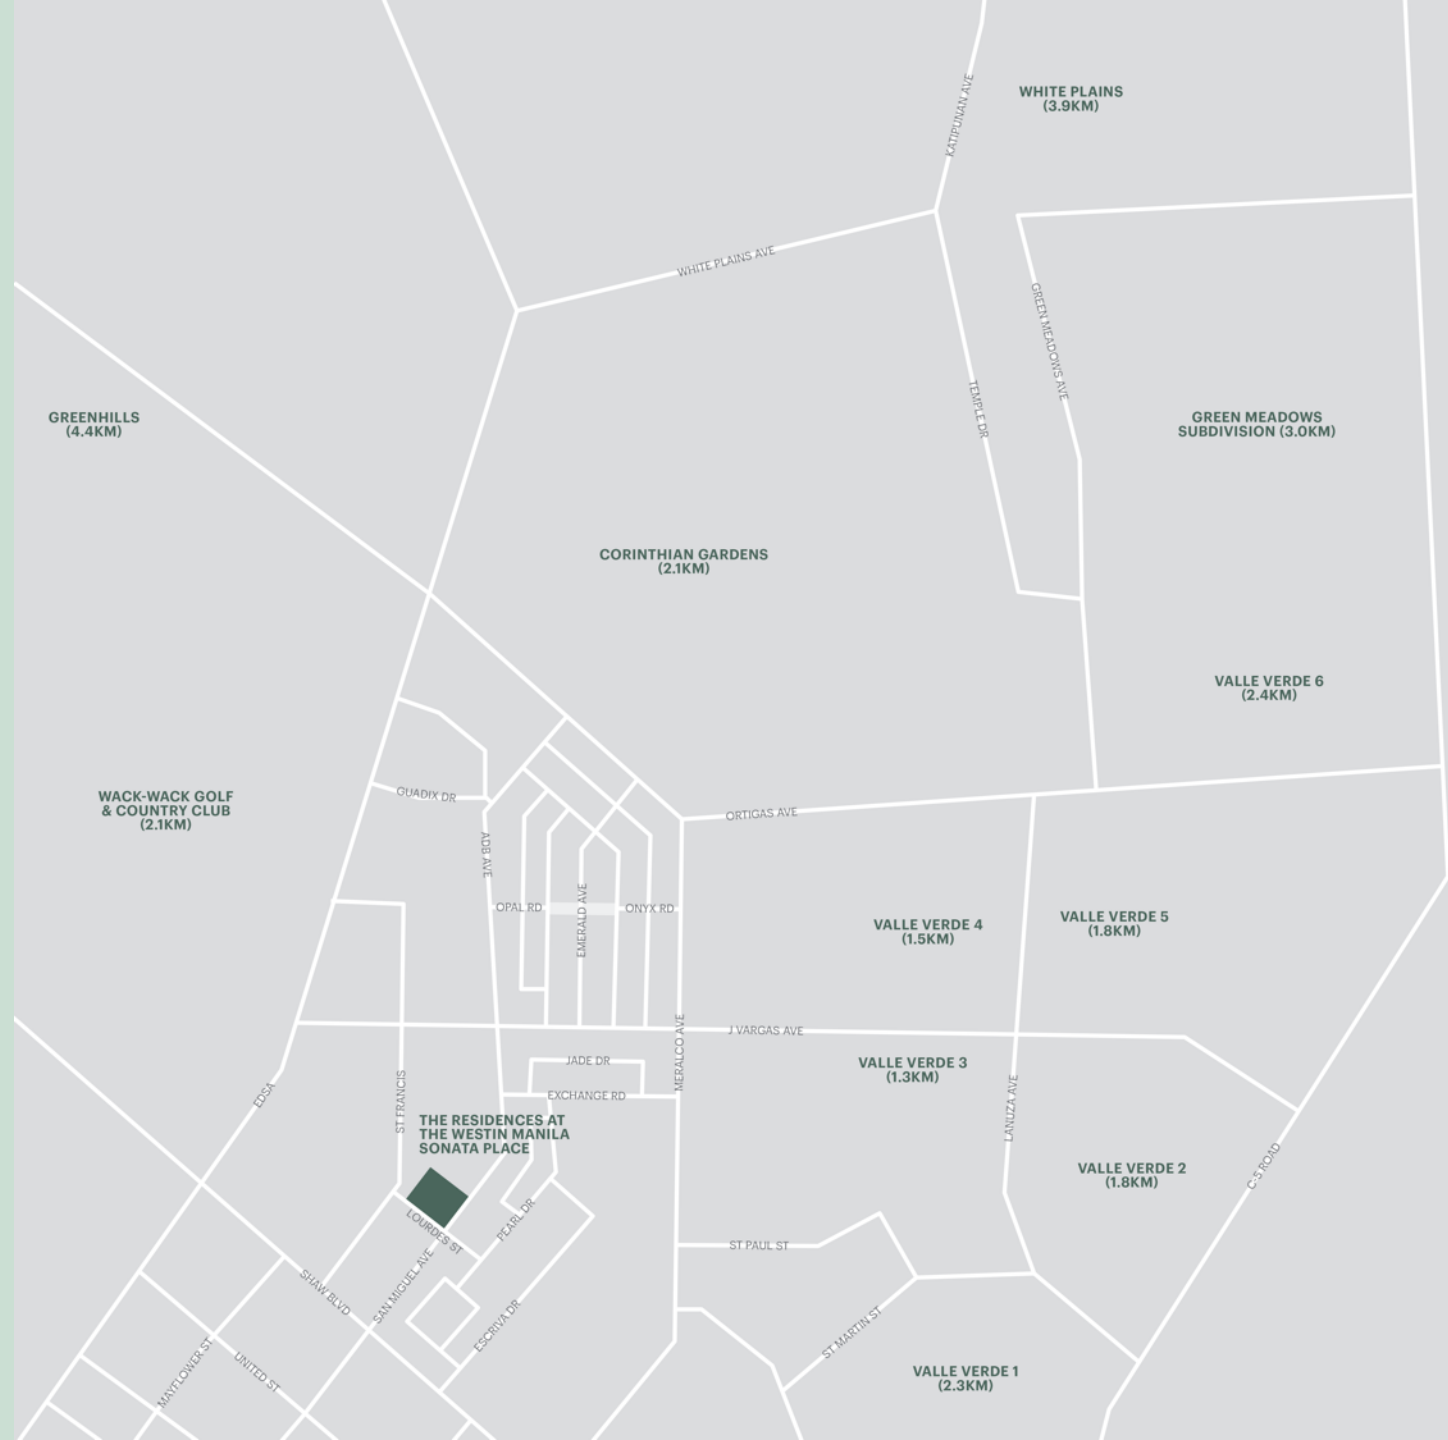 KATIPUNAN AVE
WHITE PLAINS
(3.9KM)
WHITE PLAINS AVE
GREEN MEADOWS AVE
TEMPLE DR
GREENHILLS
(4.4KM)
GREEN MEADOWS
SUBDIVISION (3.0KM)
CORINTHIAN GARDENS
(2.1KM)
VALLE VERDE 6
(2.4KM)
WACK-WACK GOLF
& COUNTRY CLUB
(2.1KM)
GUADIX DR
ORTIGAS AVE
ADB AVE
OPAL RD
EMERALD AVE
ONYX RD
VALLE VERDE 4
(1.5KM)
VALLE VERDE 5
(1.8KM)
MERALCO AVE
J VARGAS AVE
JADE DR
EXCHANGE RD
VALLE VERDE 3
(1.3KM)
EDSA
ST FRANCIS
LANUZA AVE
THE RESIDENCES AT
THE WESTIN MANILA
SONATA PLACE
VALLE VERDE 2
(1.8KM)
C-5 ROAD
LOURDES ST
PEARL DR
ST PAUL ST
SHAW BLVD
SAN MIGUEL AVE
ESCRIVA DR
ST MARTIN ST
MAYFLOWER ST
UNITED ST
VALLE VERDE 1
(2.3KM)